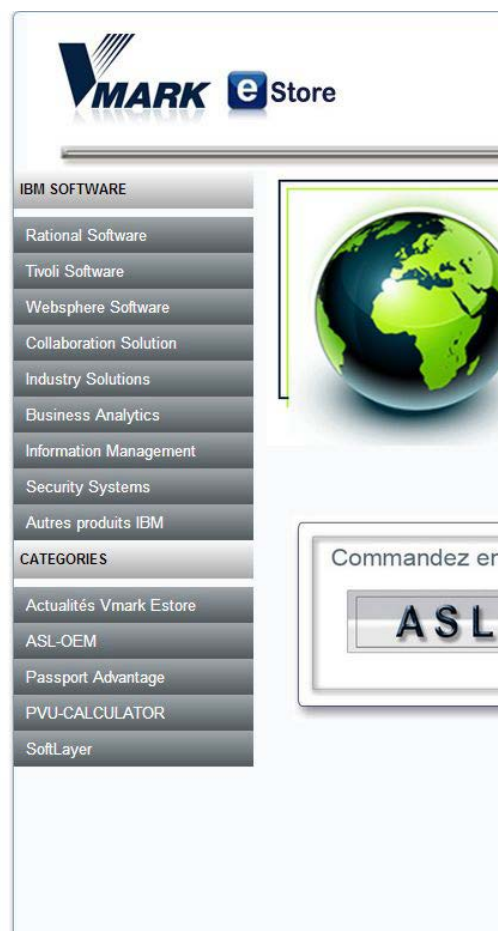 VMARK e Store
IBM SOFTWARE
Rational Software
Tivoli Software
Websphere Software
Collaboration Solution
Industry Solutions
Business Analytics
Information Management
Security Systems
Autres produits IBM
CATEGORIES
Actualités Vmark Estore
ASL-OEM
Passport Advantage
PVU-CALCULATOR
SoftLayer
Commandez en
ASL